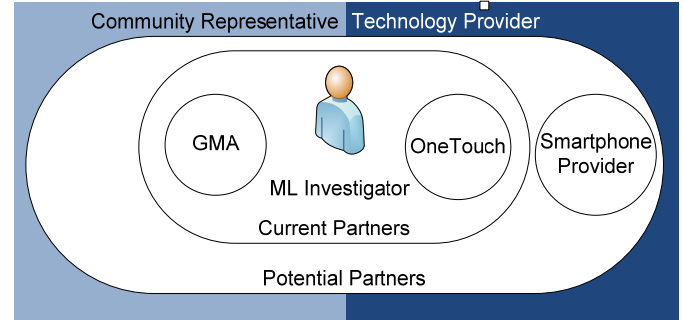 Community Representative
Technology Provider
GMA
OneTouch
Smartphone
Provider
ML Investigator
Current Partners
Potential Partners